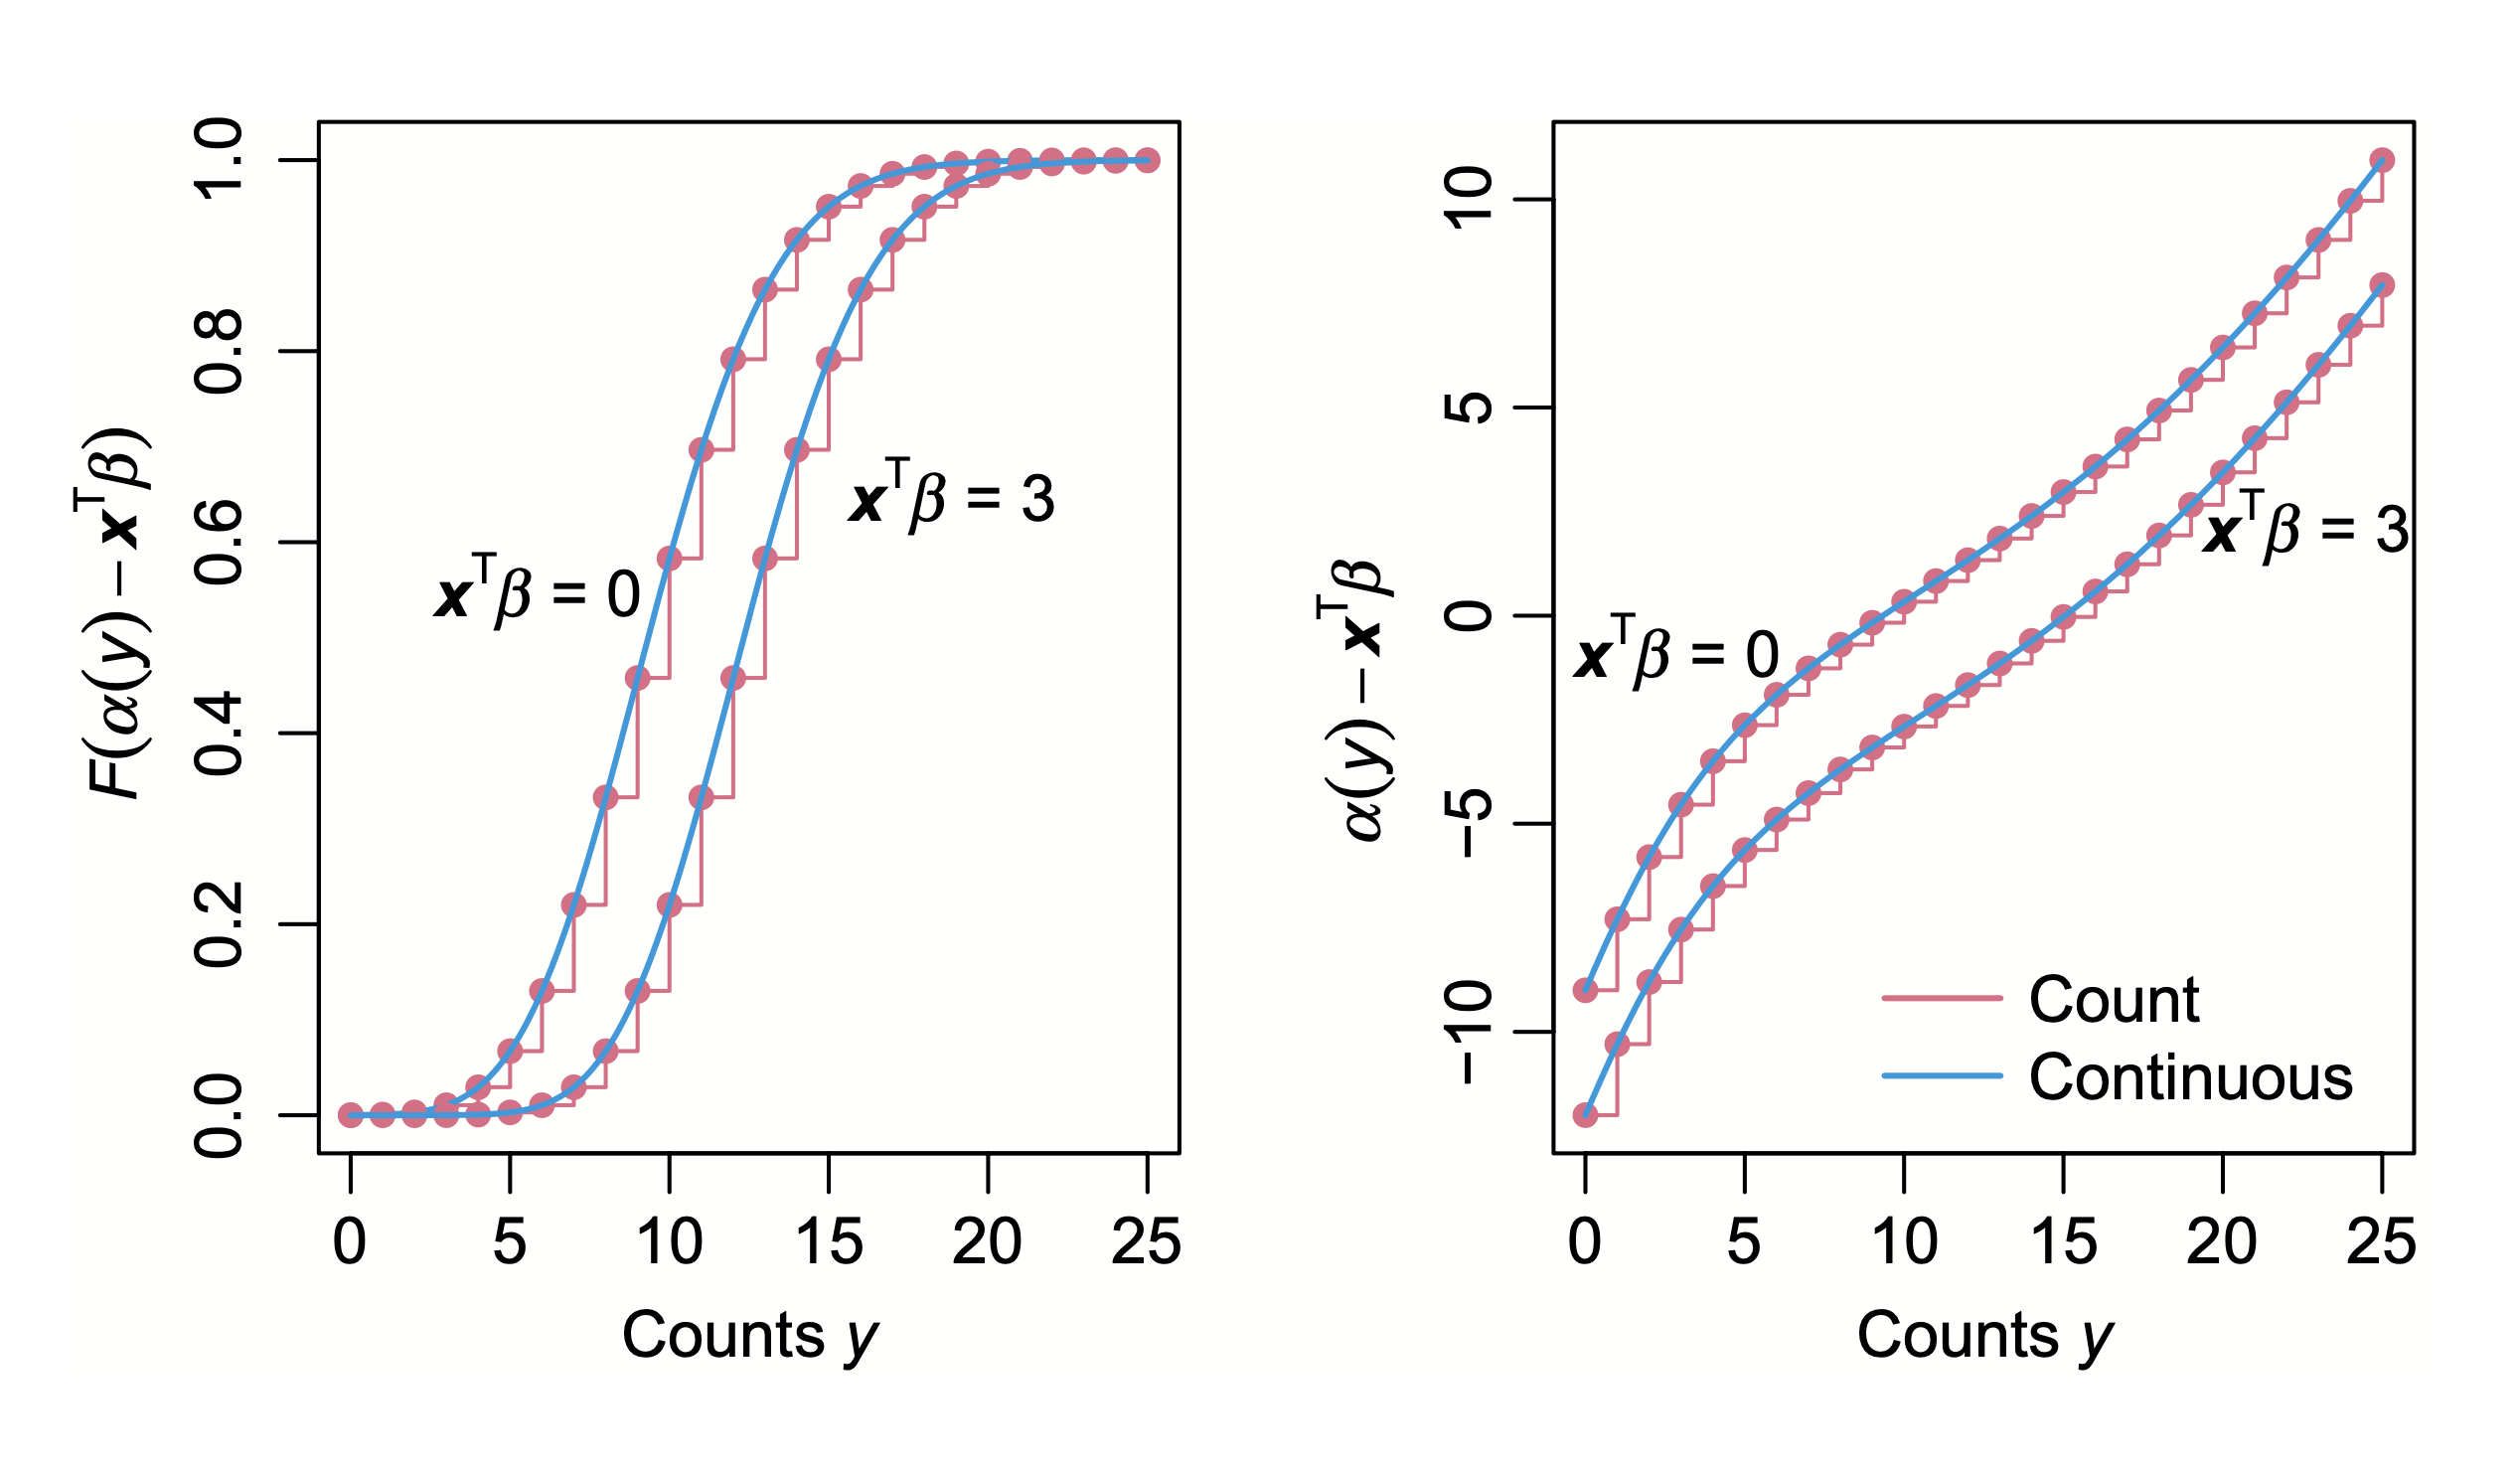 F(α(y) − xᵀβ)
1.0
0.8
0.6
0.4
0.2
0.0
xᵀβ = 0
xᵀβ = 3
0 5 10 15 20 25
Counts y
α(y) − xᵀβ
10
5
0
−5
−10
xᵀβ = 0
xᵀβ = 3
Count
Continuous
0 5 10 15 20 25
Counts y